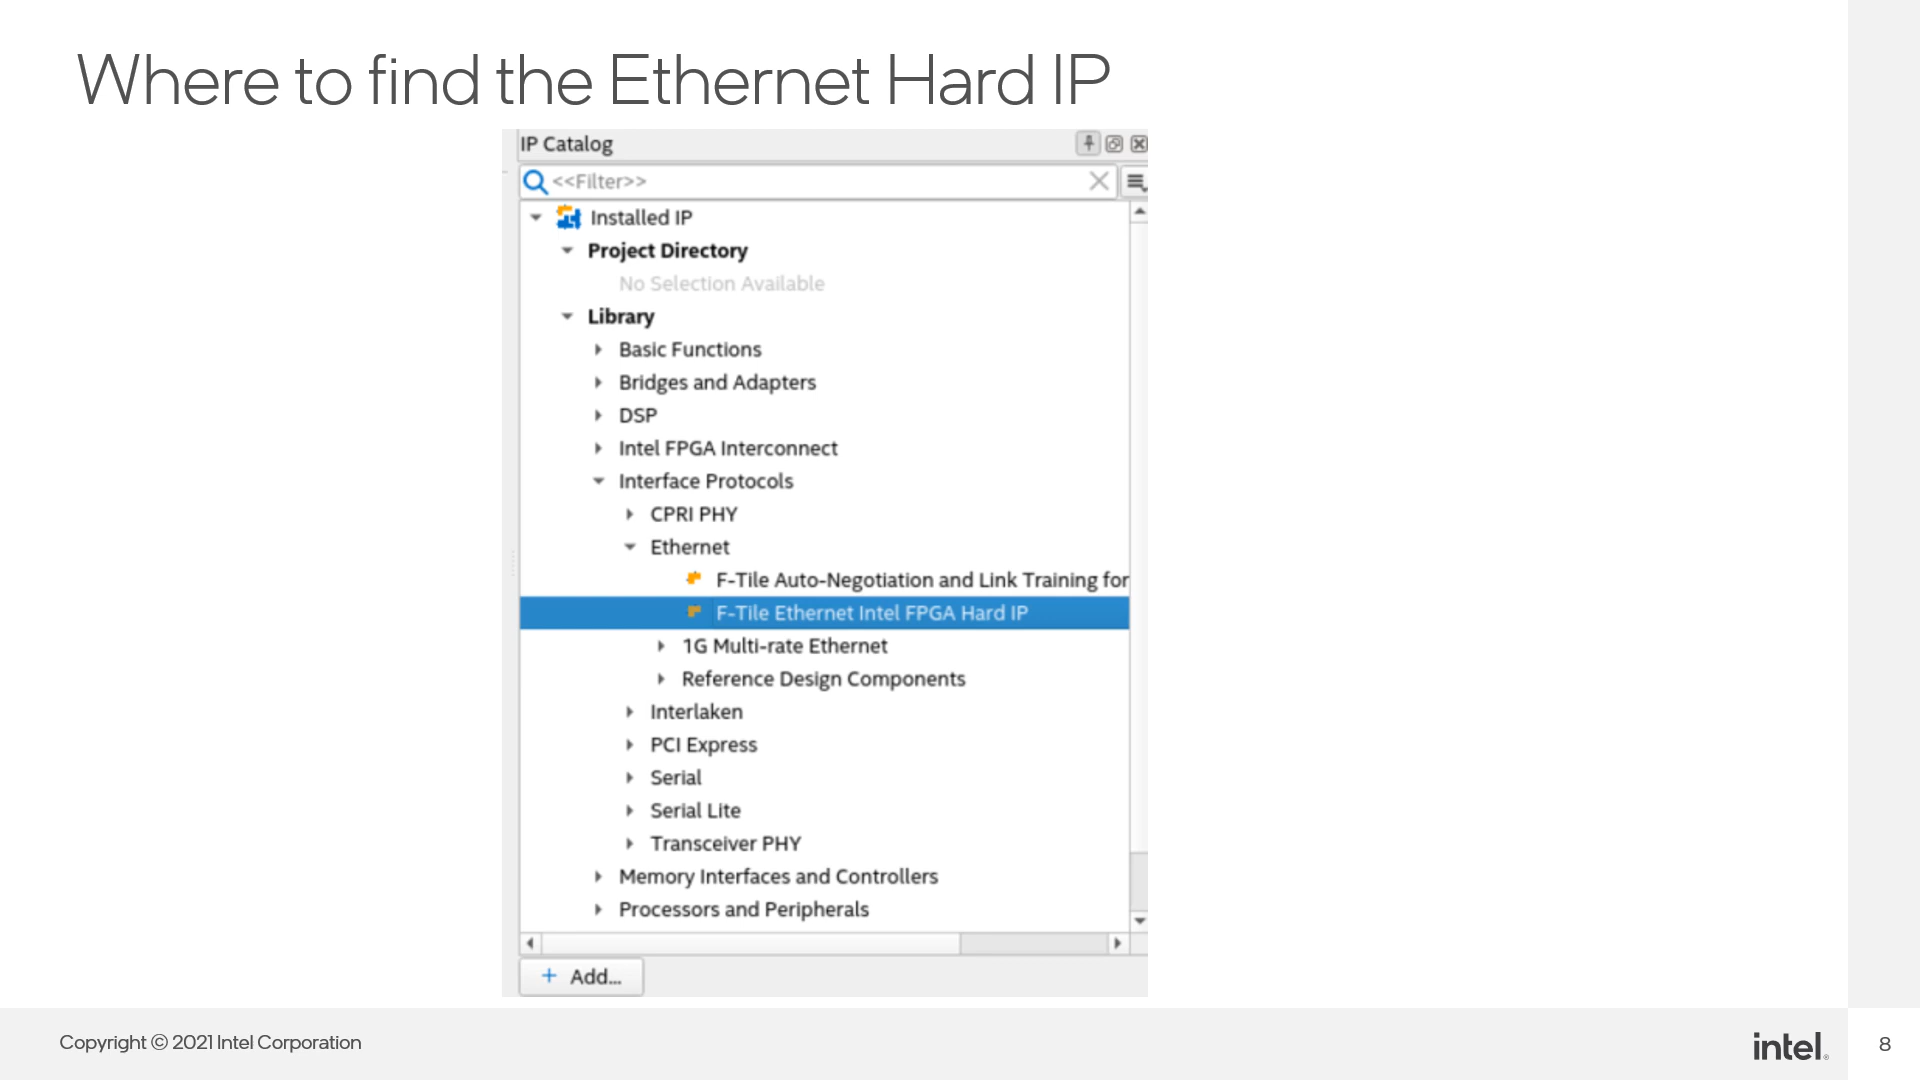 Where to find the Ethernet Hard IP
IP Catalog
<<Filter>>
Installed IP
Project Directory
No Selection Available
Library
Basic Functions
Bridges and Adapters
DSP
Intel FPGA Interconnect
Interface Protocols
CPRI PHY
Ethernet
F-Tile Auto-Negotiation and Link Training for
F-Tile Ethernet Intel FPGA Hard IP
1G Multi-rate Ethernet
Reference Design Components
Interlaken
PCI Express
Serial
Serial Lite
Transceiver PHY
Memory Interfaces and Controllers
Processors and Peripherals
+ Add...
Copyright © 2021 Intel Corporation
intel®
8